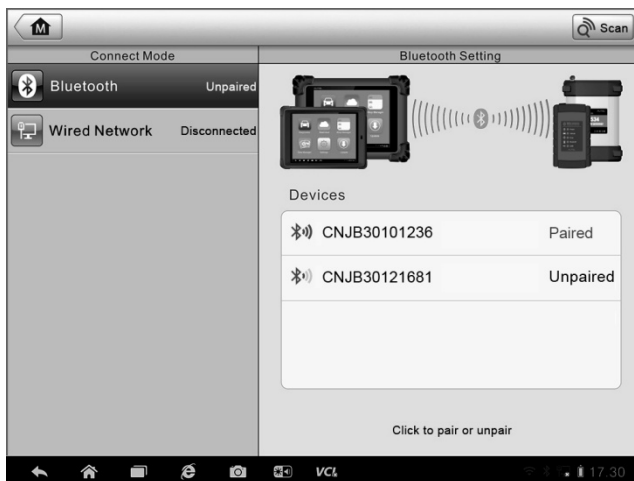 M
Scan
Connect Mode
Bluetooth Setting
Bluetooth Unpaired
Wired Network Disconnected
Devices
CNJB30101236 Paired
CNJB30121681 Unpaired
Click to pair or unpair
VCI
17.30